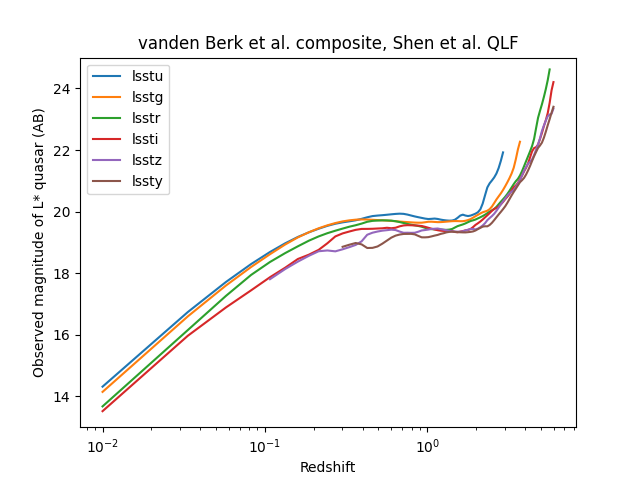 vanden Berk et al. composite, Shen et al. QLF
Observed magnitude of L* quasar (AB)
24
22
20
18
16
14
lsstu
lsstg
lsstr
lssti
lsstz
lssty
10⁻²
10⁻¹
10⁰
Redshift